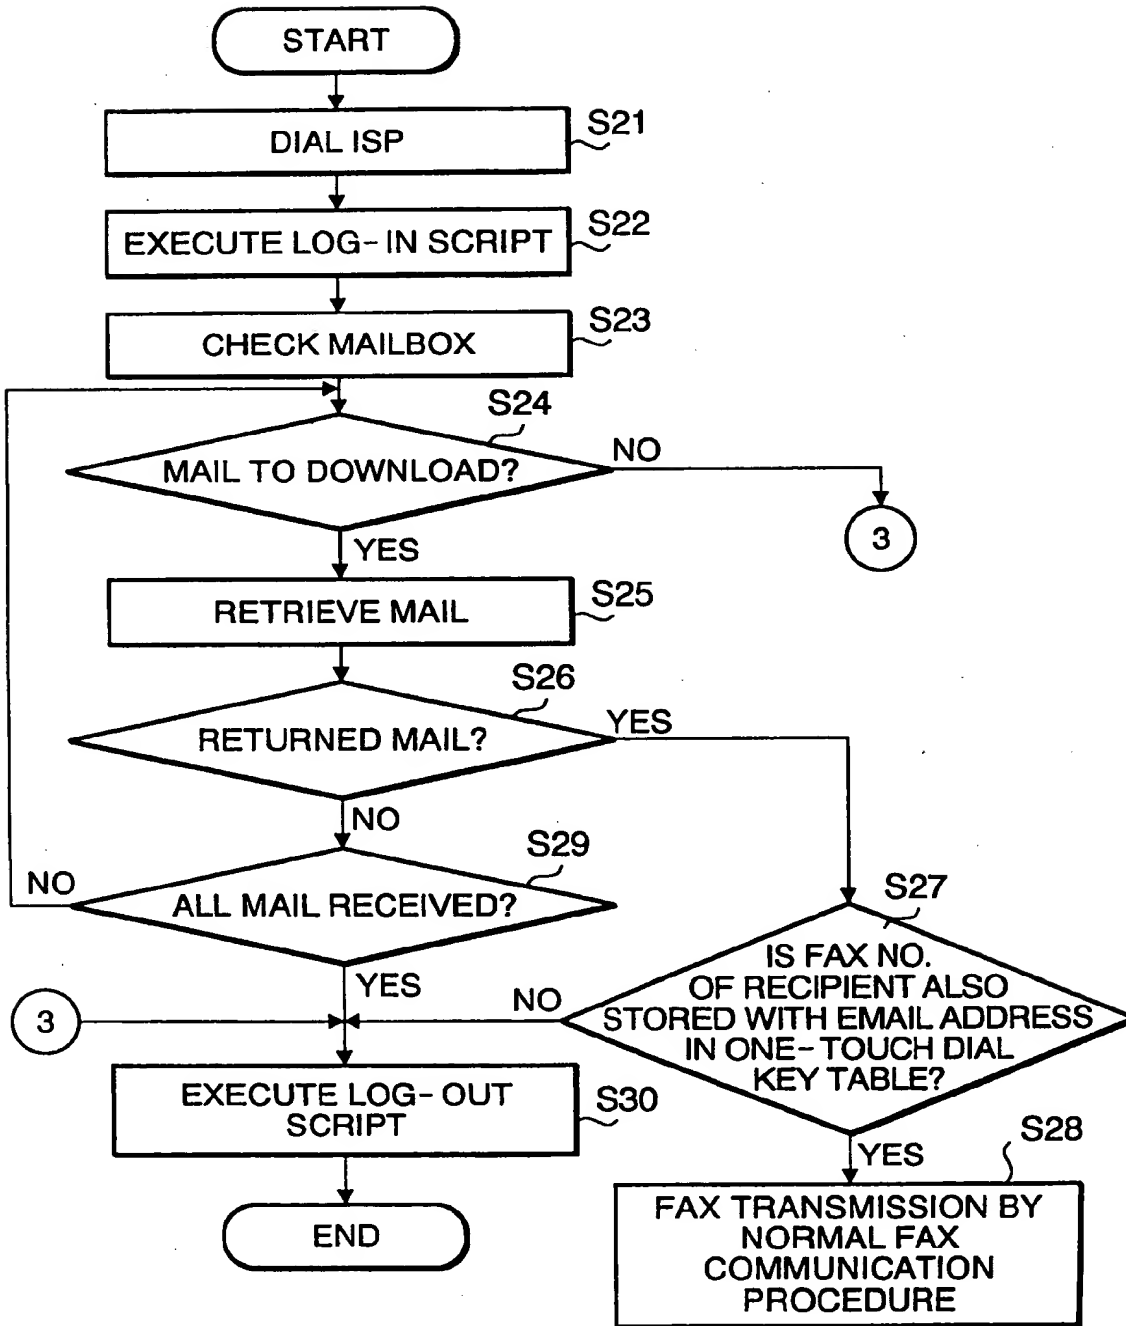 START
DIAL ISP
S21
EXECUTE LOG-IN SCRIPT
S22
CHECK MAILBOX
S23
MAIL TO DOWNLOAD?
S24
NO
3
YES
RETRIEVE MAIL
S25
RETURNED MAIL?
S26
YES
NO
ALL MAIL RECEIVED?
S29
NO
YES
3
S27
IS FAX NO.
OF RECIPIENT ALSO
STORED WITH EMAIL ADDRESS
IN ONE-TOUCH DIAL
KEY TABLE?
NO
YES
EXECUTE LOG-OUT
SCRIPT
S30
END
S28
FAX TRANSMISSION BY
NORMAL FAX
COMMUNICATION
PROCEDURE